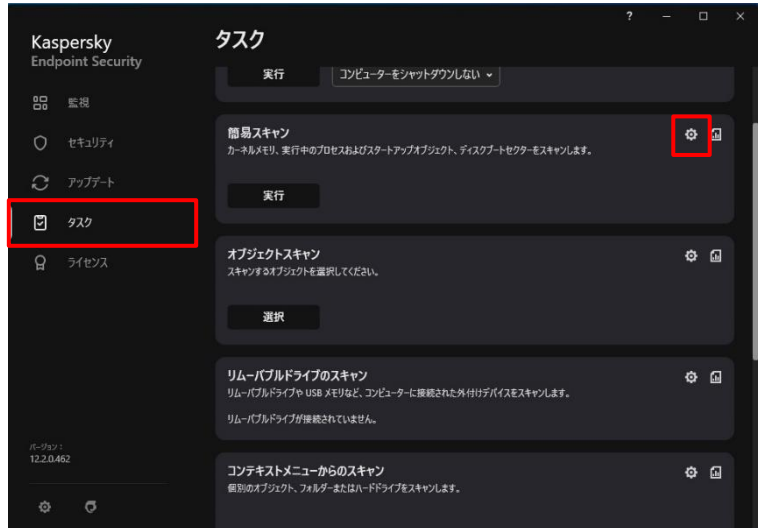 ?
Kaspersky
Endpoint Security
タスク
実行
コンピューターをシャットダウンしない
監視
セキュリティ
アップデート
タスク
ライセンス
簡易スキャン
カーネルメモリ、実行中のプロセスおよびスタートアップオブジェクト、ディスクブートセクターをスキャンします。
実行
オブジェクトスキャン
スキャンするオブジェクトを選択してください。
選択
リムーバブルドライブのスキャン
リムーバブルドライブや USB メモリなど、コンピューターに接続された外付けデバイスをスキャンします。
リムーバブルドライブが接続されていません。
コンテキストメニューからのスキャン
個別のオブジェクト、フォルダーまたはハードドライブをスキャンします。
バージョン：
12.2.0.462